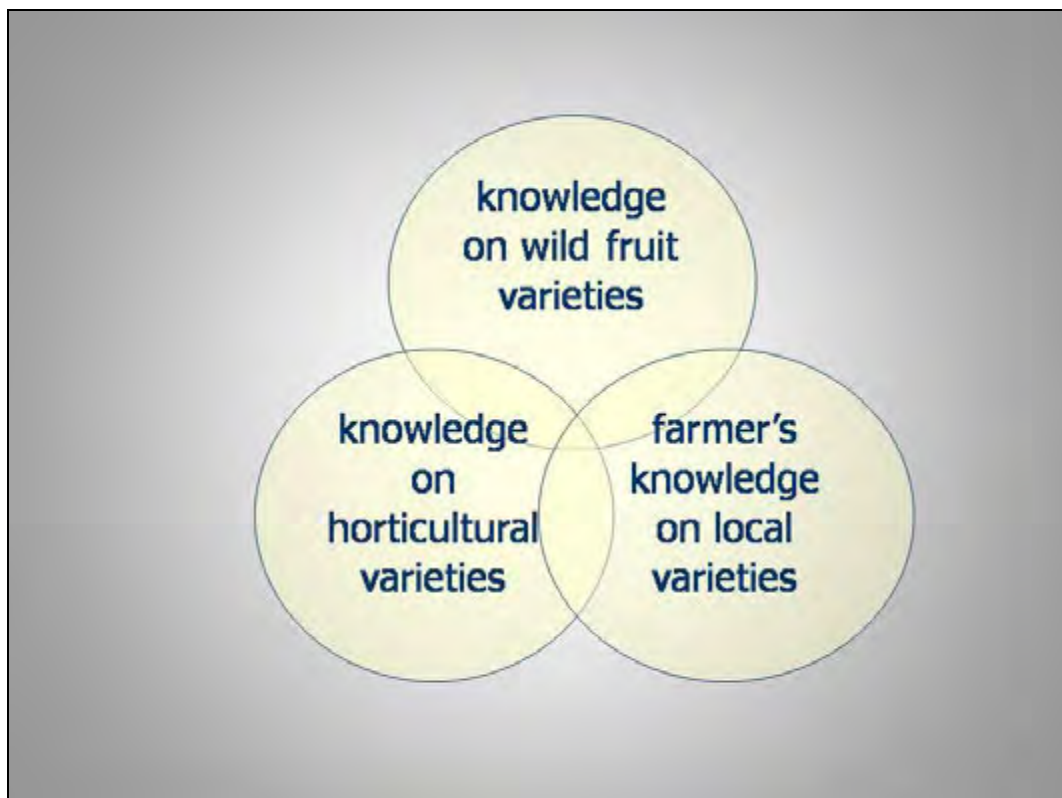 knowledge
on wild fruit
varieties
knowledge
on
horticultural
varieties
farmer's
knowledge
on local
varieties